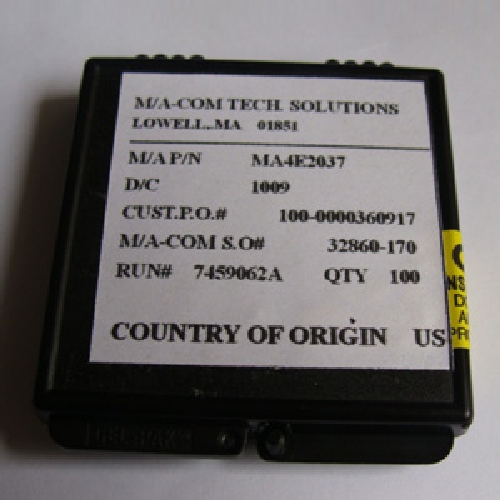 M/A-COM TECH. SOLUTIONS
LOWELL, MA 01851
M/A P/N MA4E2037
D/C 1009
CUST.P.O.# 100-0000360917
M/A-COM S.O# 32860-170
RUN# 7459062A QTY 100
COUNTRY OF ORIGIN US